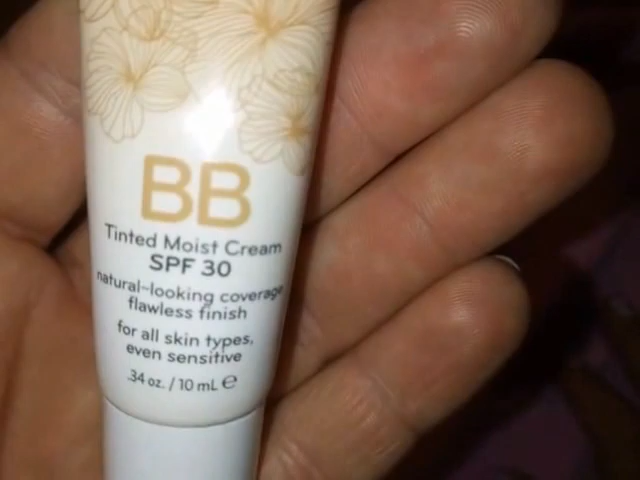 BB
Tinted Moist Cream
SPF 30
natural-looking coverage
flawless finish
for all skin types,
even sensitive
.34 oz. / 10 mL ℮